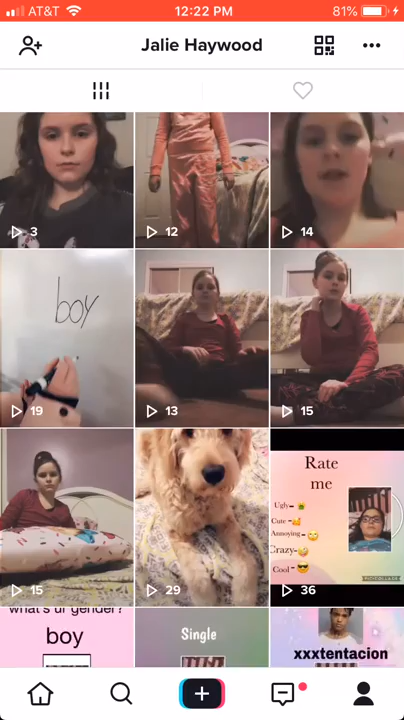 AT&T 12:22 PM 81%
Jalie Haywood
3 12 14
boy
19 13 15
Rate
me
Ugly-
Cute -
Annoying-
Crazy-
Cool -
15 29 36
what's ur gender?
boy
Single
xxxtentacion